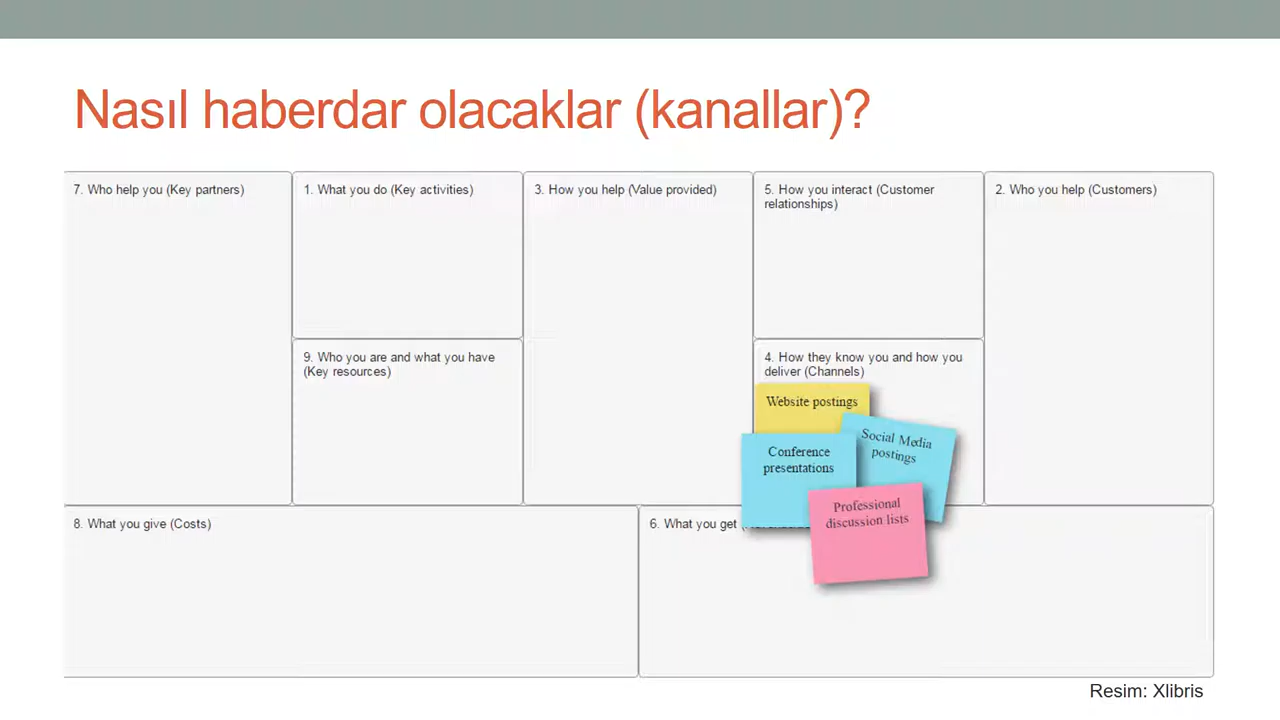 Nasıl haberdar olacaklar (kanallar)?
7. Who help you (Key partners)
1. What you do (Key activities)
3. How you help (Value provided)
5. How you interact (Customer
relationships)
2. Who you help (Customers)
9. Who you are and what you have
(Key resources)
4. How they know you and how you
deliver (Channels)
Website postings
Social Media
postings
Conference
presentations
Professional
discussion lists
8. What you give (Costs)
6. What you get
Resim: Xlibris